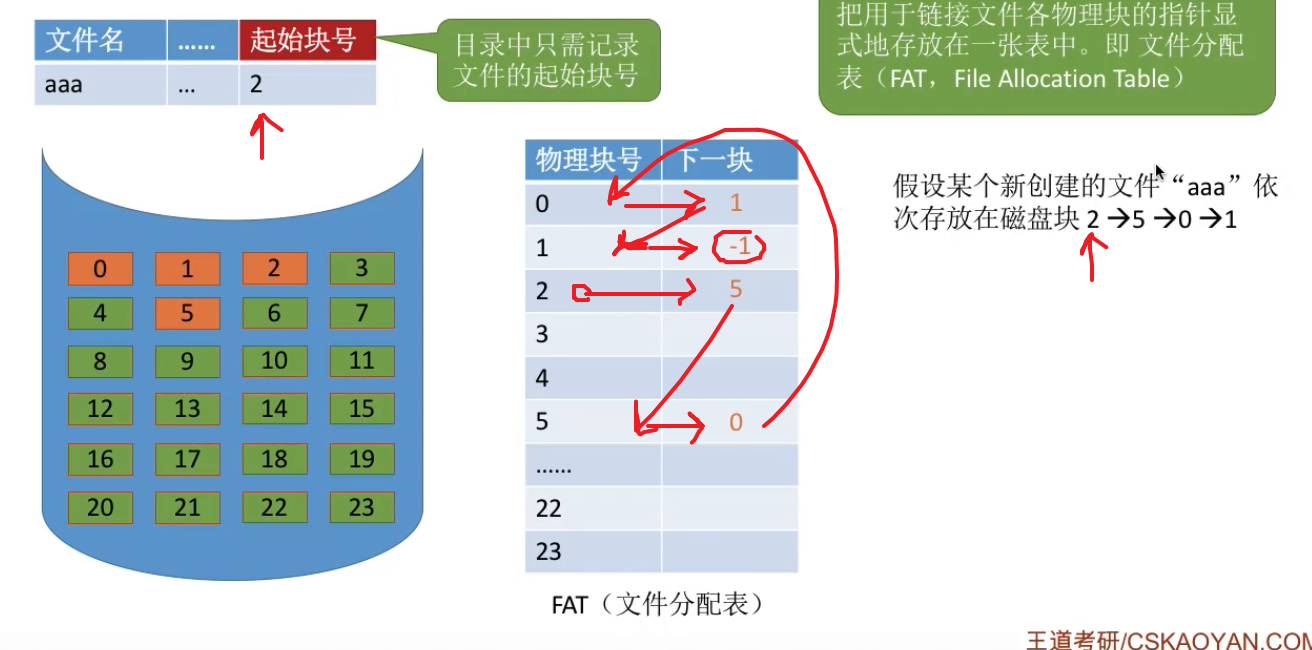 文件名 …… 起始块号
aaa … 2
目录中只需记录
文件的起始块号
把用于链接文件各物理块的指针显
式地存放在一张表中。即 文件分配
表（FAT，File Allocation Table）
假设某个新创建的文件“aaa”依
次存放在磁盘块 2→5→0→1
0 1 2 3
4 5 6 7
8 9 10 11
12 13 14 15
16 17 18 19
20 21 22 23
物理块号 下一块
0 1
1 -1
2 5
3
4
5 0
……
22
23
FAT（文件分配表）
王道考研/CSKAOYAN.COM